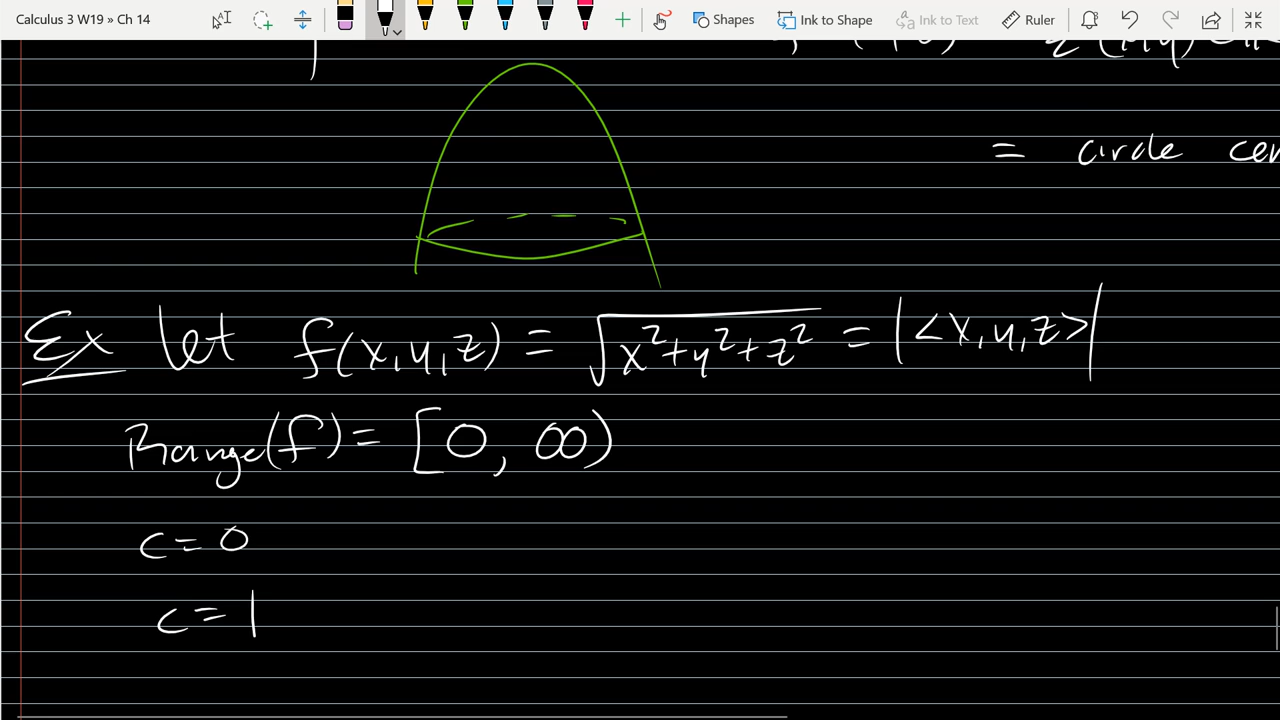 Calculus 3 W19 » Ch 14
Shapes
Ink to Shape
Ink to Text
Ruler
= circle cen
Ex Let f(x,y,z) = √x²+y²+z² = |<x,y,z>|
Range(f) = [0, ∞)
c = 0
c = 1